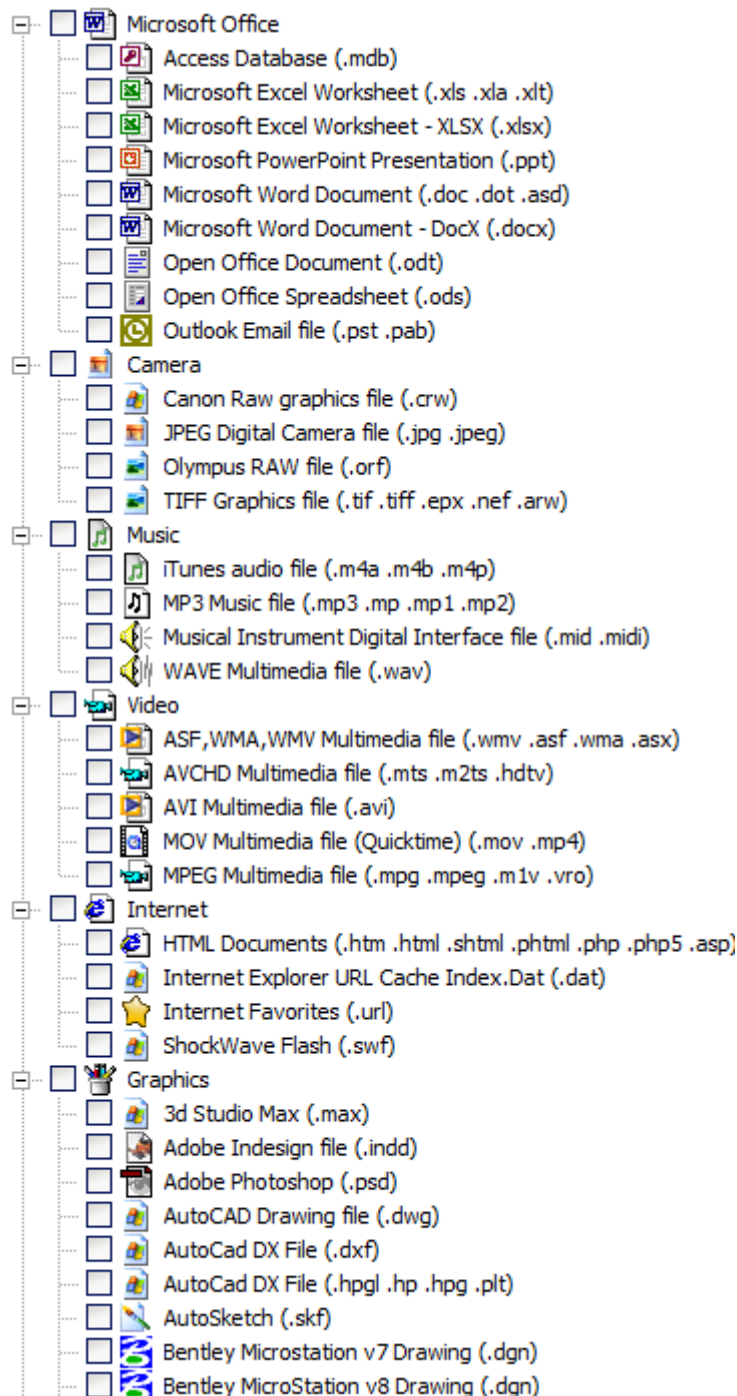 Microsoft Office
Access Database (.mdb)
Microsoft Excel Worksheet (.xls .xla .xlt)
Microsoft Excel Worksheet - XLSX (.xlsx)
Microsoft PowerPoint Presentation (.ppt)
Microsoft Word Document (.doc .dot .asd)
Microsoft Word Document - DocX (.docx)
Open Office Document (.odt)
Open Office Spreadsheet (.ods)
Outlook Email file (.pst .pab)
Camera
Canon Raw graphics file (.crw)
JPEG Digital Camera file (.jpg .jpeg)
Olympus RAW file (.orf)
TIFF Graphics file (.tif .tiff .epx .nef .arw)
Music
iTunes audio file (.m4a .m4b .m4p)
MP3 Music file (.mp3 .mp .mp1 .mp2)
Musical Instrument Digital Interface file (.mid .midi)
WAVE Multimedia file (.wav)
Video
ASF,WMA,WMV Multimedia file (.wmv .asf .wma .asx)
AVCHD Multimedia file (.mts .m2ts .hdtv)
AVI Multimedia file (.avi)
MOV Multimedia file (Quicktime) (.mov .mp4)
MPEG Multimedia file (.mpg .mpeg .m1v .vro)
Internet
HTML Documents (.htm .html .shtml .phtml .php .php5 .asp)
Internet Explorer URL Cache Index.Dat (.dat)
Internet Favorites (.url)
ShockWave Flash (.swf)
Graphics
3d Studio Max (.max)
Adobe Indesign file (.indd)
Adobe Photoshop (.psd)
AutoCAD Drawing file (.dwg)
AutoCad DX File (.dxf)
AutoCad DX File (.hpgl .hp .hpg .plt)
AutoSketch (.skf)
Bentley Microstation v7 Drawing (.dgn)
Bentley MicroStation v8 Drawing (.dgn)